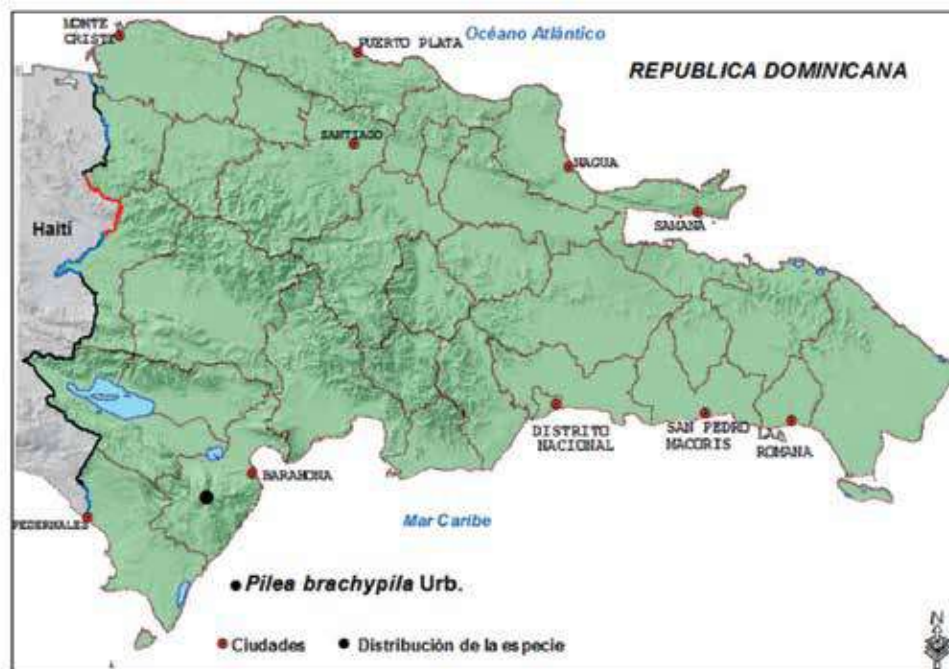 MONTE
CRISTI
PUERTO PLATA
Océano Atlántico
REPUBLICA DOMINICANA
SANTIAGO
NAGUA
Haití
SAMANA
DISTRITO
NACIONAL
SAN PEDRO
MACORIS
LA
ROMANA
BARAHONA
PEDERNALES
Mar Caribe
Pilea brachypila Urb.
Ciudades
Distribución de la especie
N